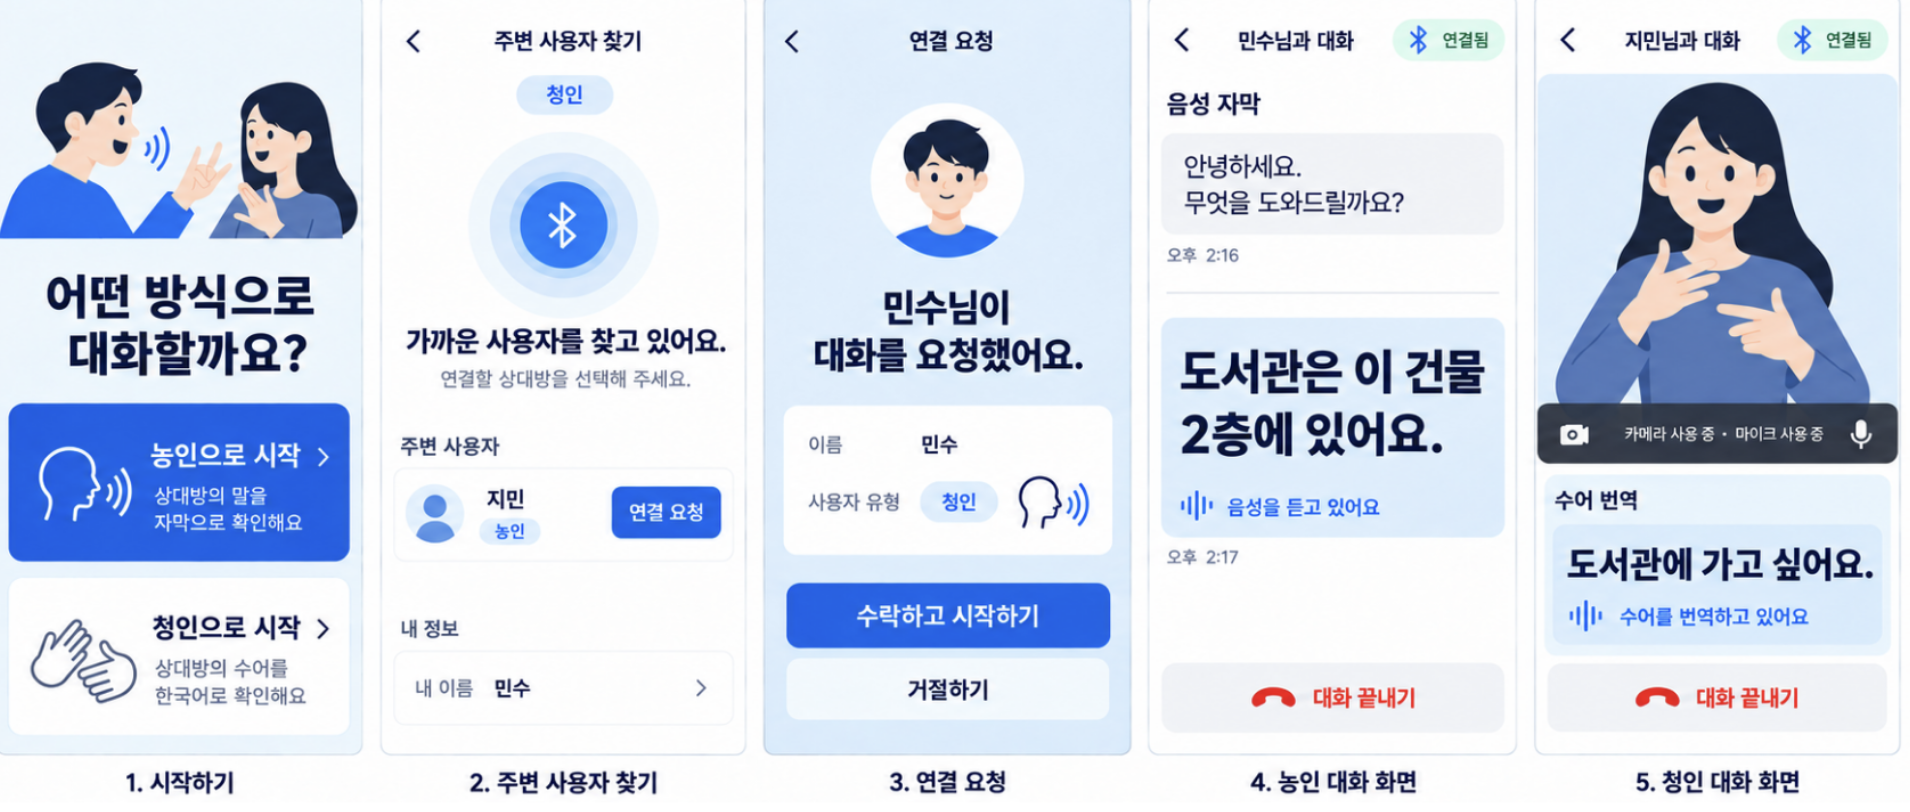 어떤 방식으로
대화할까요?
농인으로 시작
상대방의 말을
자막으로 확인해요
청인으로 시작
상대방의 수어를
한국어로 확인해요
1. 시작하기
주변 사용자 찾기
청인
가까운 사용자를 찾고 있어요.
연결할 상대방을 선택해 주세요.
주변 사용자
지민
농인
연결 요청
내 정보
내 이름 민수
2. 주변 사용자 찾기
연결 요청
민수님이
대화를 요청했어요.
이름 민수
사용자 유형 청인
수락하고 시작하기
거절하기
3. 연결 요청
민수님과 대화 연결됨
음성 자막
안녕하세요.
무엇을 도와드릴까요?
오후 2:16
도서관은 이 건물
2층에 있어요.
음성을 듣고 있어요
오후 2:17
대화 끝내기
4. 농인 대화 화면
지민님과 대화 연결됨
카메라 사용 중 • 마이크 사용 중
수어 번역
도서관에 가고 싶어요.
수어를 번역하고 있어요
대화 끝내기
5. 청인 대화 화면